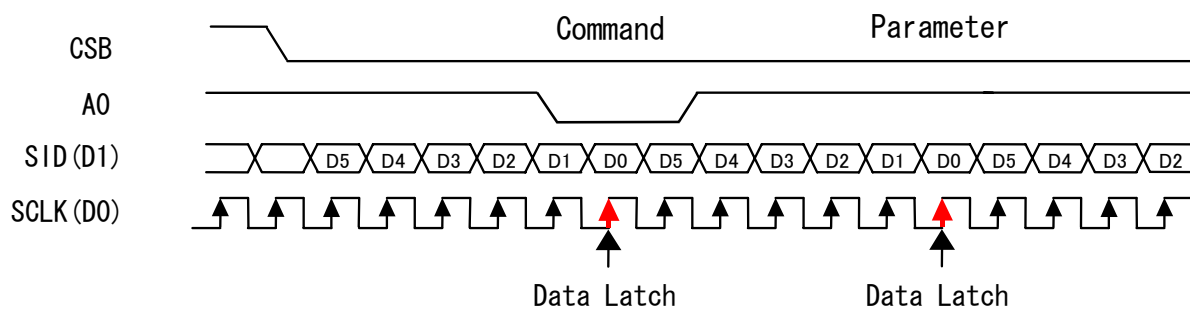 Command Parameter
CSB
A0
SID(D1) D5 D4 D3 D2 D1 D0 D5 D4 D3 D2 D1 D0 D5 D4 D3 D2
SCLK(D0)
Data Latch Data Latch